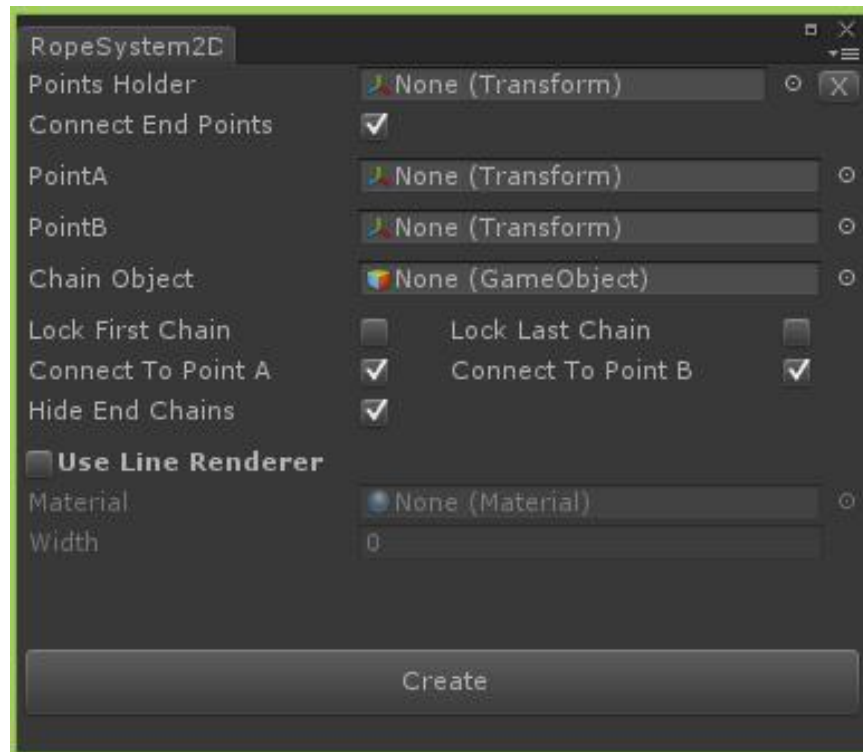 RopeSystem2D
Points Holder None (Transform) X
Connect End Points
PointA None (Transform)
PointB None (Transform)
Chain Object None (GameObject)
Lock First Chain Lock Last Chain
Connect To Point A Connect To Point B
Hide End Chains
Use Line Renderer
Material None (Material)
Width 0
Create